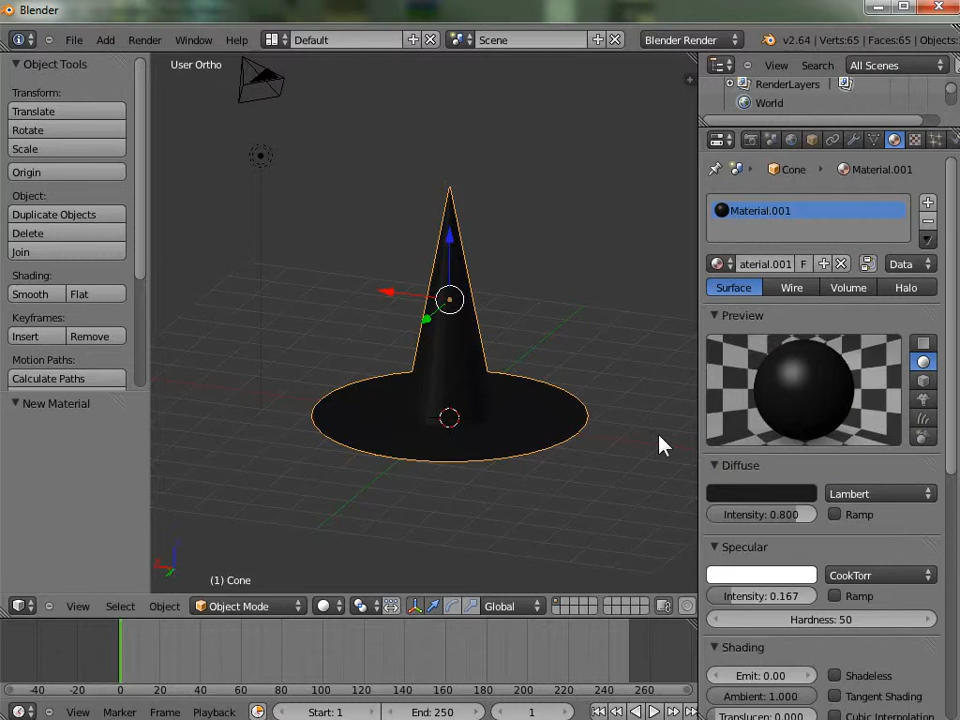 Blender
File Add Render Window Help Default Scene Blender Render v2.64 | Verts:65 | Faces:65 | Objects:
Object Tools
Transform:
Translate
Rotate
Scale
Origin
Object:
Duplicate Objects
Delete
Join
Shading:
Smooth Flat
Keyframes:
Insert Remove
Motion Paths:
Calculate Paths
New Material
User Ortho
(1) Cone
View Select Object Object Mode Global
-40 -20 0 20 40 60 80 100 120 140 160 180 200 220 240 260
View Marker Frame Playback Start: 1 End: 250 1
View Search All Scenes
RenderLayers
World
Cone Material.001
Material.001
aterial.001 F Data
Surface Wire Volume Halo
Preview
Diffuse
Lambert
Intensity: 0.800 Ramp
Specular
CookTorr
Intensity: 0.167 Ramp
Hardness: 50
Shading
Emit: 0.00 Shadeless
Ambient: 1.000 Tangent Shading
Translucen: 0.000 Cubic Interpolation